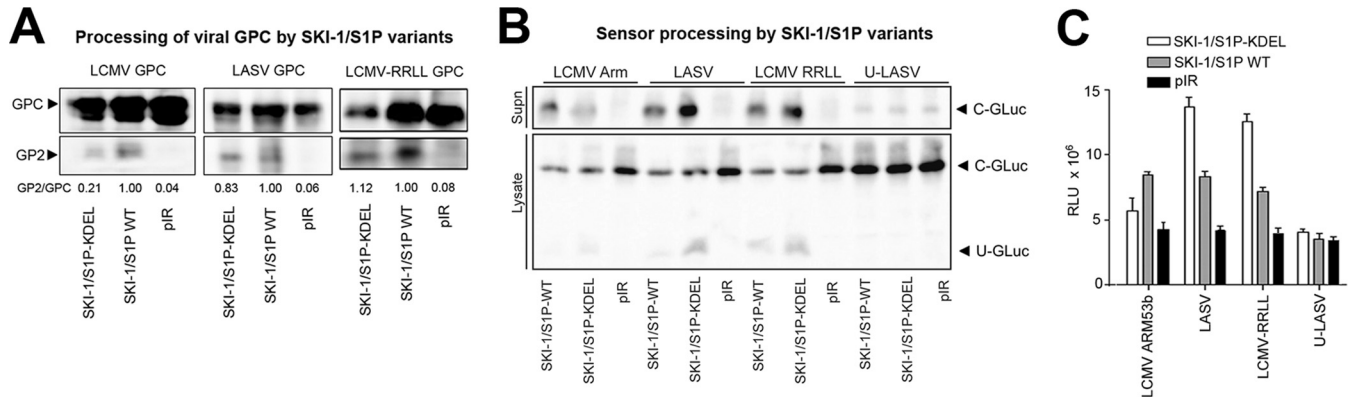 A
Processing of viral GPC by SKI-1/S1P variants
LCMV GPC
LASV GPC
LCMV-RRLL GPC
GPC
GP2
GP2/GPC 0.21 1.00 0.04 0.83 1.00 0.06 1.12 1.00 0.08
SKI-1/S1P-KDEL
SKI-1/S1P WT
pIR
SKI-1/S1P-KDEL
SKI-1/S1P WT
pIR
SKI-1/S1P-KDEL
SKI-1/S1P WT
pIR
B
Sensor processing by SKI-1/S1P variants
LCMV Arm
LASV
LCMV RRLL
U-LASV
Supn
C-GLuc
Lysate
C-GLuc
U-GLuc
SKI-1/S1P-WT
SKI-1/S1P-KDEL
pIR
SKI-1/S1P-WT
SKI-1/S1P-KDEL
pIR
SKI-1/S1P-WT
SKI-1/S1P-KDEL
pIR
SKI-1/S1P-WT
SKI-1/S1P-KDEL
pIR
C
SKI-1/S1P-KDEL
SKI-1/S1P WT
pIR
RLU x 10⁶
15
10
5
0
LCMV ARM53b
LASV
LCMV-RRLL
U-LASV